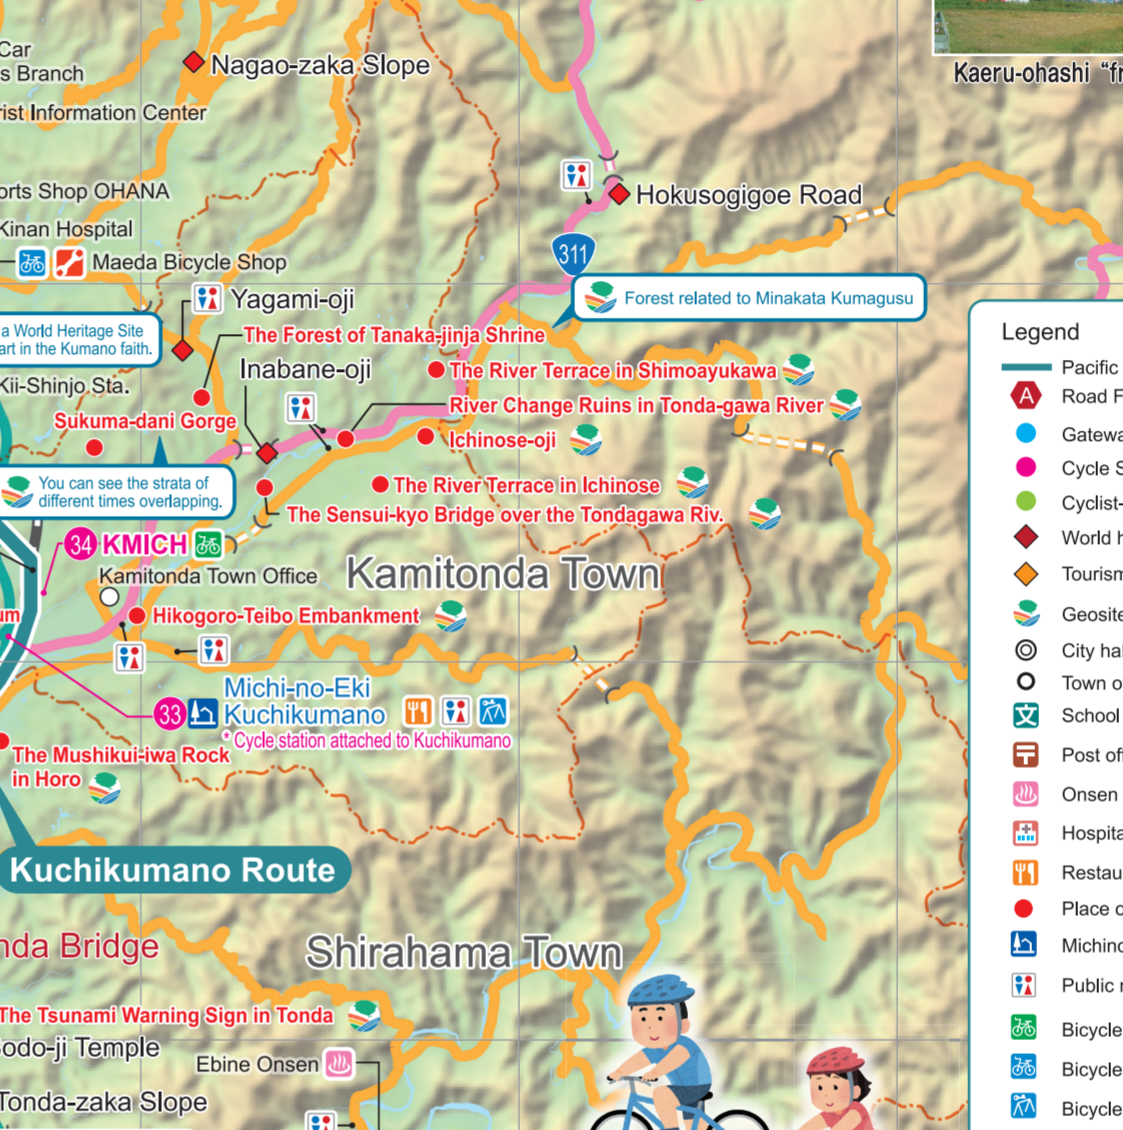 Car
s Branch
Nagao-zaka Slope
Kaeru-ohashi "fr
rist Information Center
orts Shop OHANA
Hokusogigoe Road
Kinan Hospital
Maeda Bicycle Shop
311
Yagami-oji
Forest related to Minakata Kumagusu
a World Heritage Site
art in the Kumano faith.
The Forest of Tanaka-jinja Shrine
Inabane-oji
The River Terrace in Shimoayukawa
Kii-Shinjo Sta.
River Change Ruins in Tonda-gawa River
Sukuma-dani Gorge
Ichinose-oji
You can see the strata of
different times overlapping.
The River Terrace in Ichinose
The Sensui-kyo Bridge over the Tondagawa Riv.
34 KMICH
Kamitonda Town Office
Kamitonda Town
um
Hikogoro-Teibo Embankment
33 Michi-no-Eki
Kuchikumano
* Cycle station attached to Kuchikumano
The Mushikui-iwa Rock
in Horo
Kuchikumano Route
nda Bridge
Shirahama Town
The Tsunami Warning Sign in Tonda
odo-ji Temple
Ebine Onsen
Tonda-zaka Slope
Legend
Pacific
A Road F
Gatewa
Cycle S
Cyclist-
World h
Tourism
Geosite
City hal
Town o
文 School
Post off
Onsen
Hospita
Restau
Place o
Michino
Public r
Bicycle
Bicycle
Bicycle